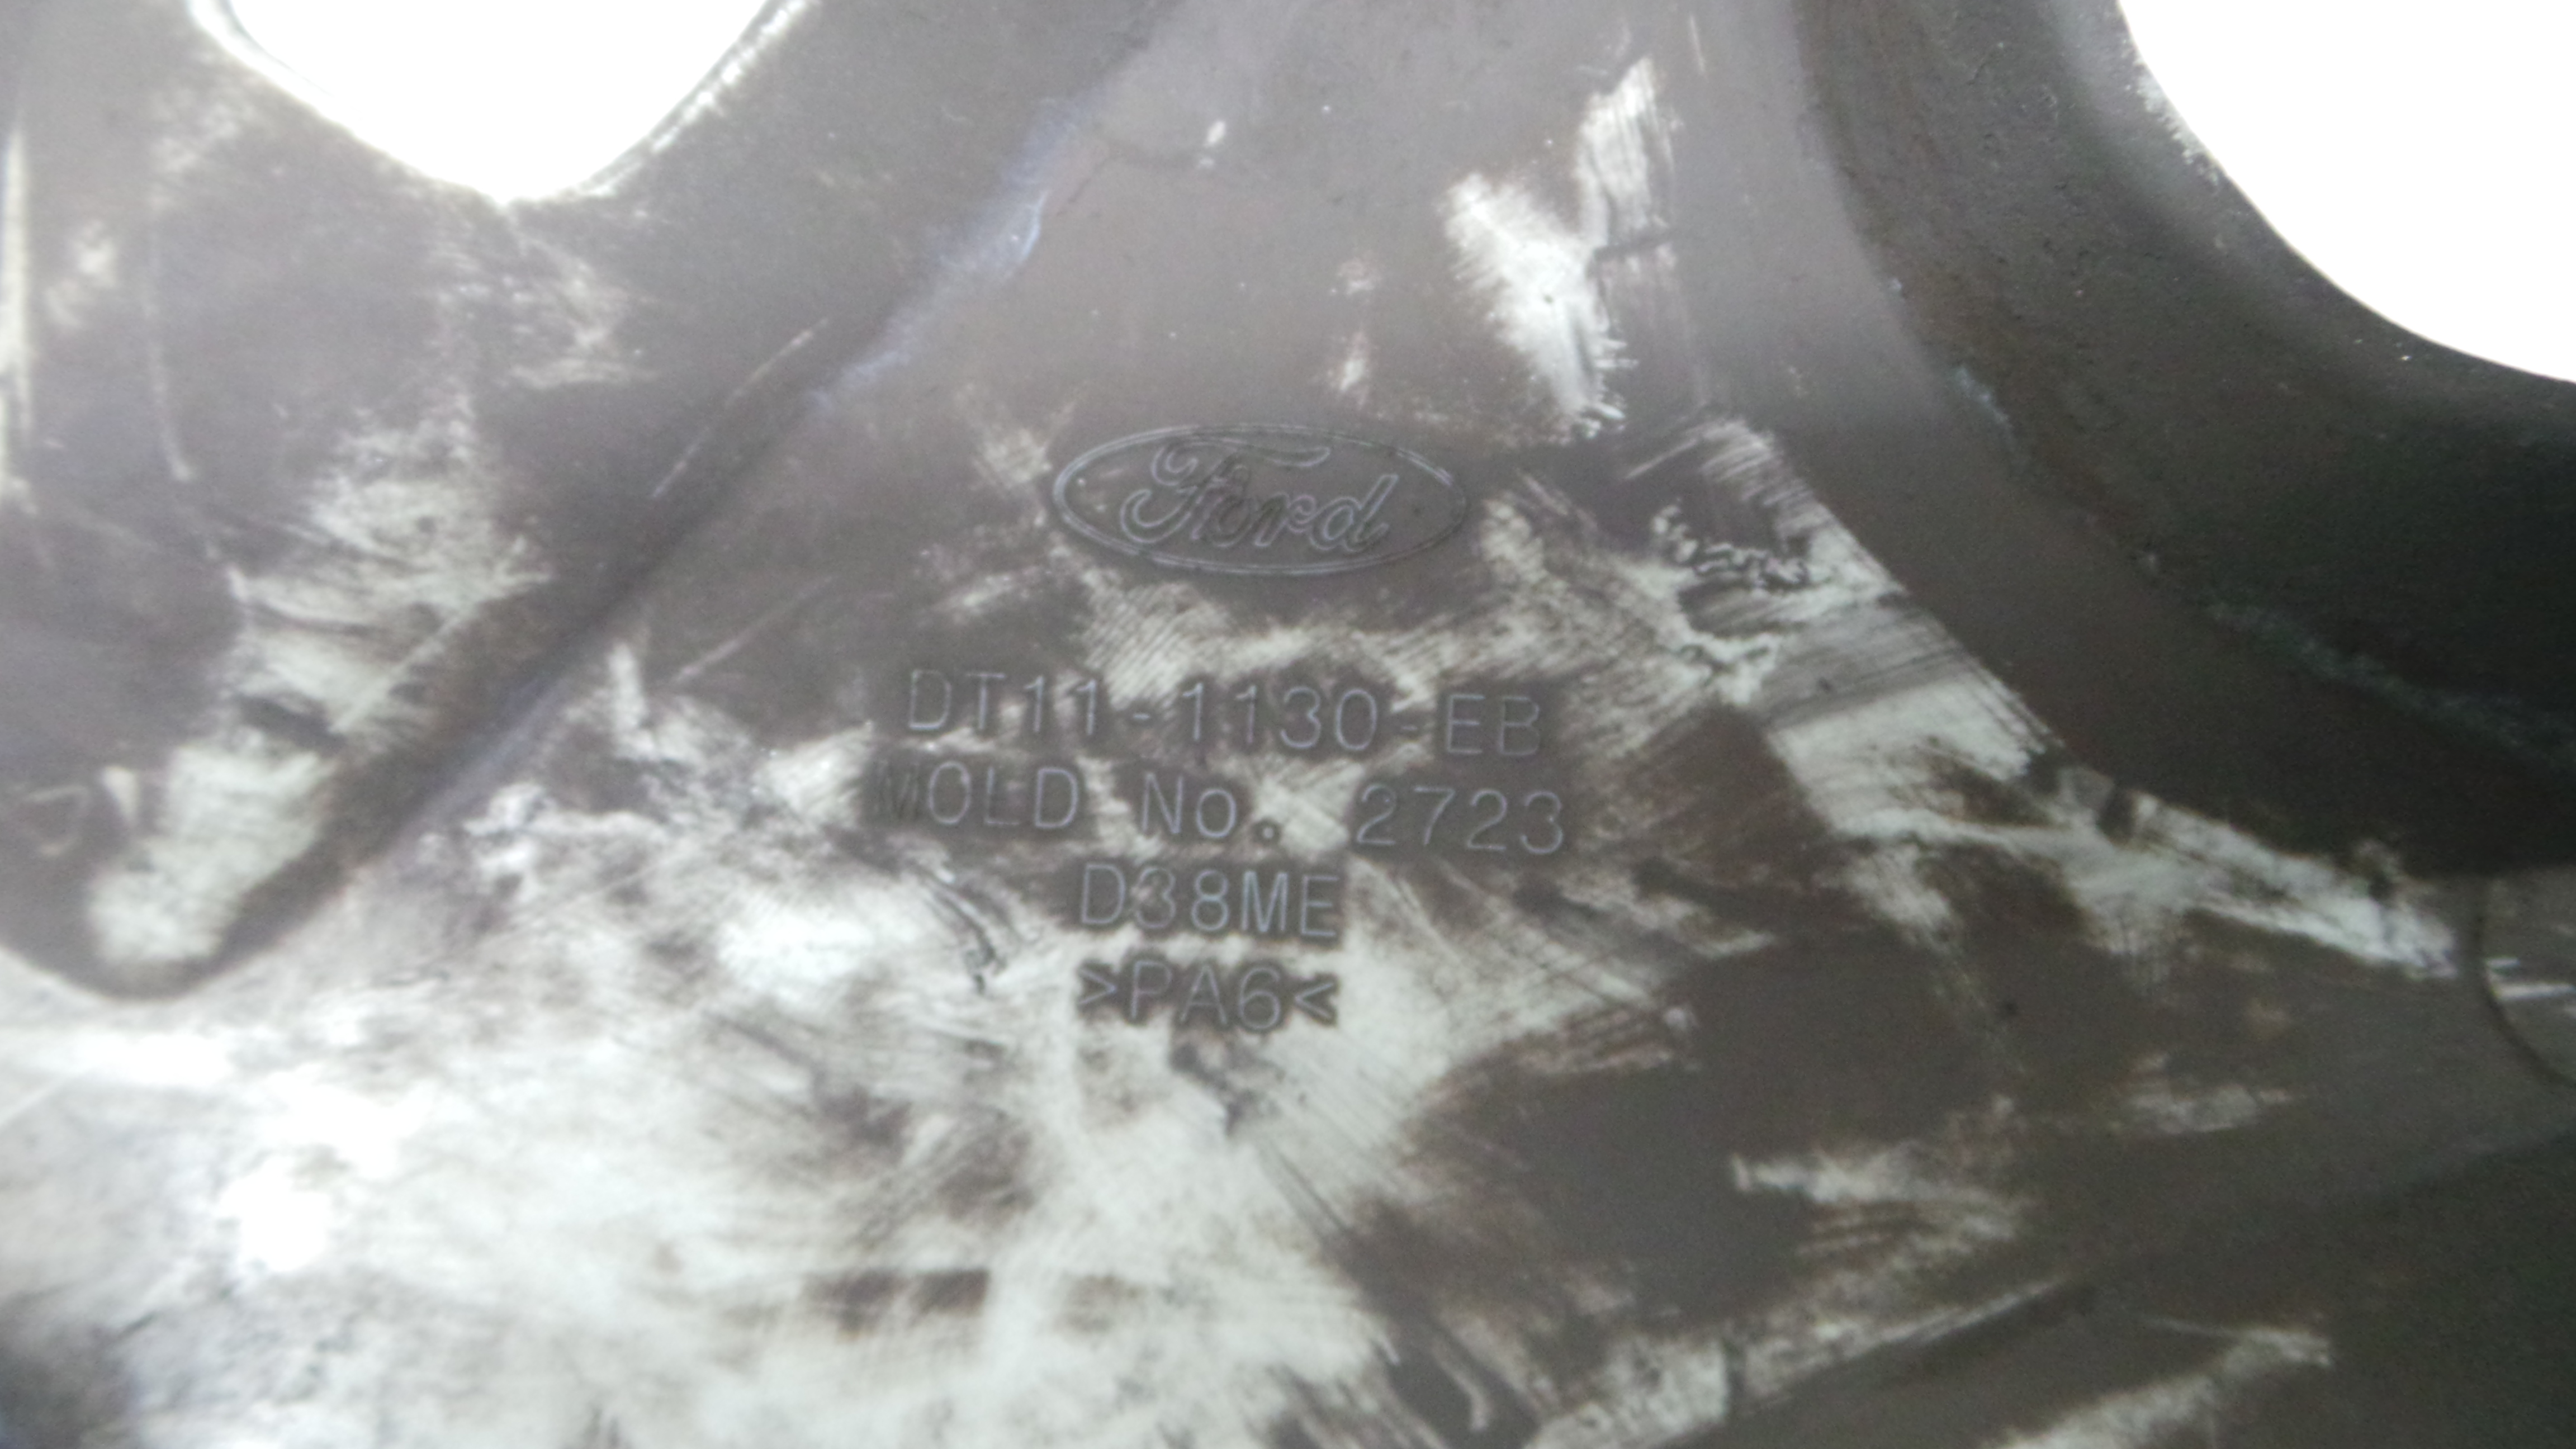 Ford
DT11-1130-EB
MOLD No. 2723
D38ME
>PA6<